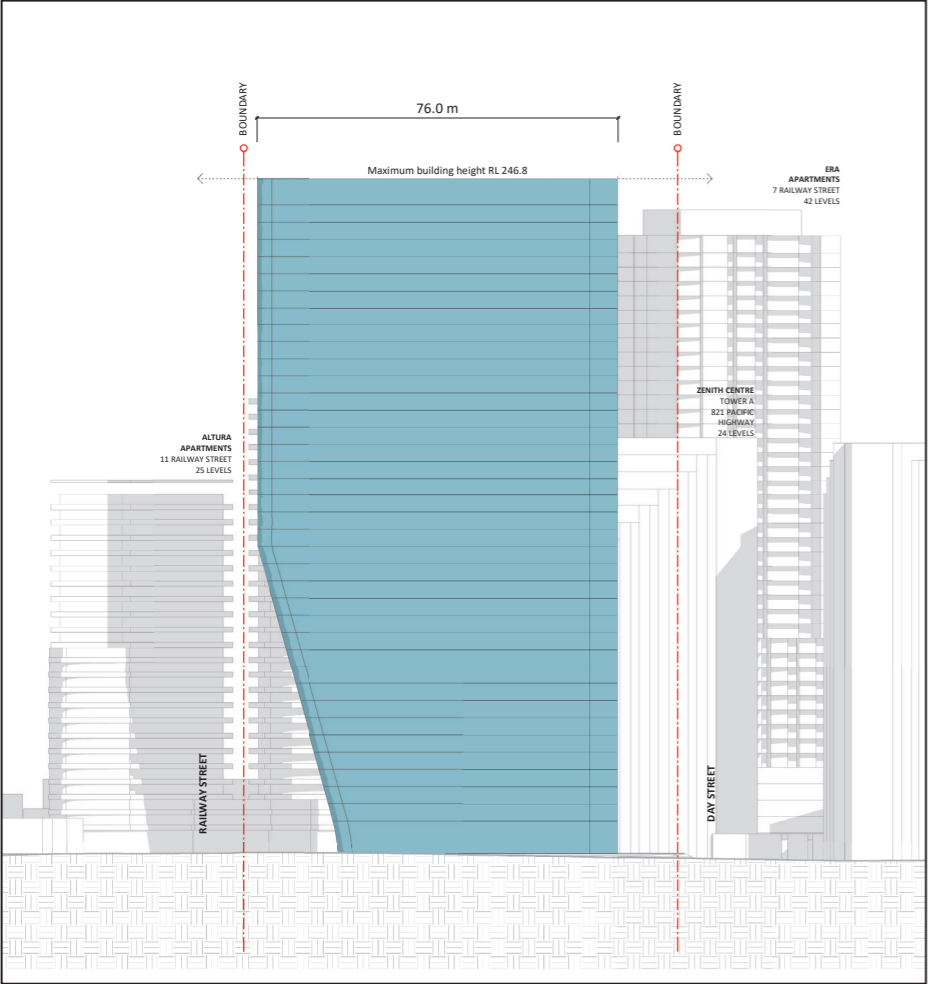 BOUNDARY
76.0 m
BOUNDARY
Maximum building height RL 246.8
ERA
APARTMENTS
7 RAILWAY STREET
42 LEVELS
ZENITH CENTRE
TOWER A
821 PACIFIC
HIGHWAY
24 LEVELS
ALTURA
APARTMENTS
11 RAILWAY STREET
25 LEVELS
RAILWAY STREET
DAY STREET